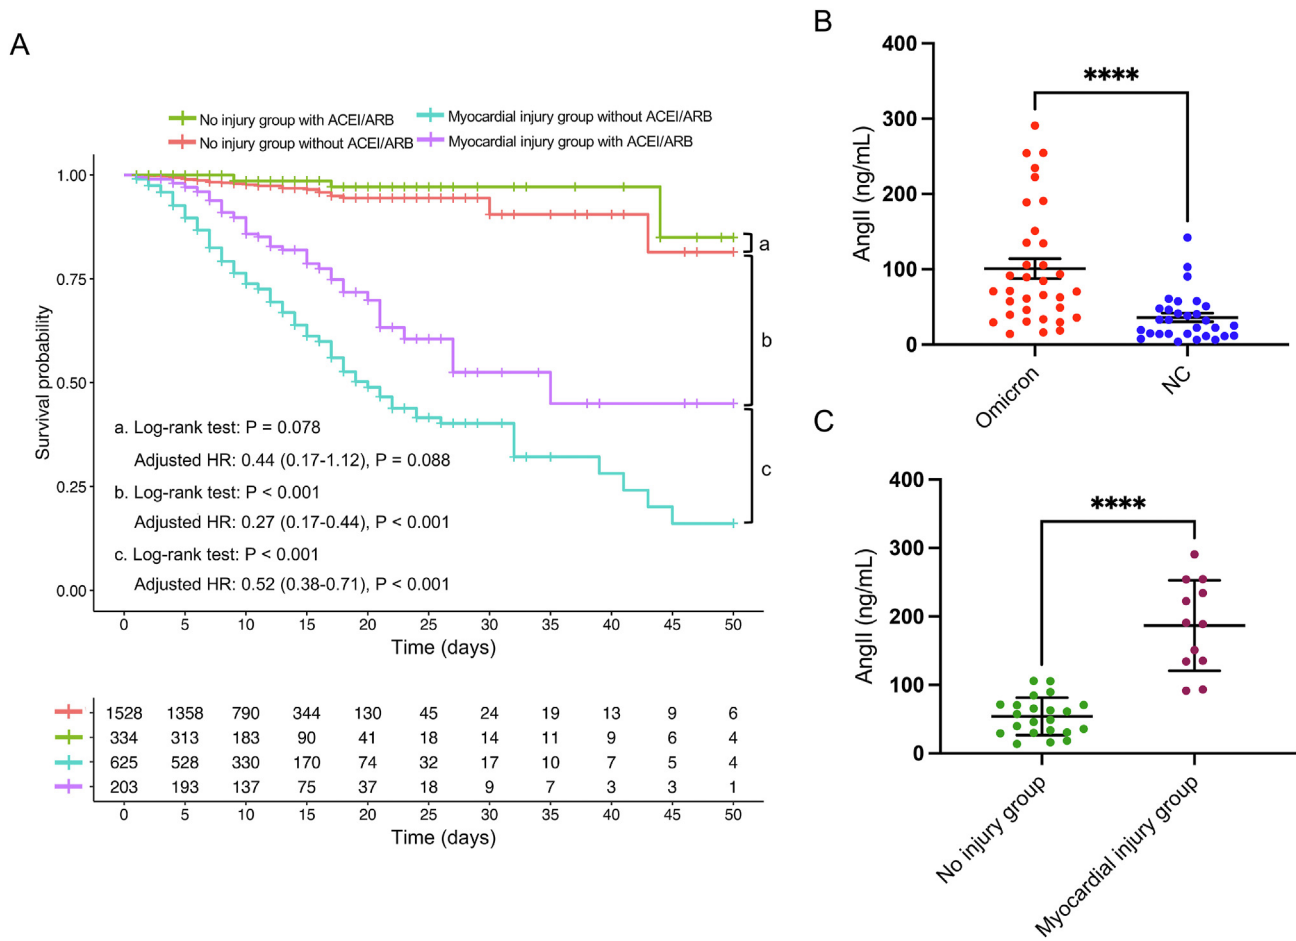 A
No injury group with ACEI/ARB
Myocardial injury group without ACEI/ARB
No injury group without ACEI/ARB
Myocardial injury group with ACEI/ARB
Survival probability
1.00
0.75
0.50
0.25
0.00
a
b
c
a. Log-rank test: P = 0.078
Adjusted HR: 0.44 (0.17-1.12), P = 0.088
b. Log-rank test: P < 0.001
Adjusted HR: 0.27 (0.17-0.44), P < 0.001
c. Log-rank test: P < 0.001
Adjusted HR: 0.52 (0.38-0.71), P < 0.001
0 5 10 15 20 25 30 35 40 45 50
Time (days)
1528 1358 790 344 130 45 24 19 13 9 6
334 313 183 90 41 18 14 11 9 6 4
625 528 330 170 74 32 17 10 7 5 4
203 193 137 75 37 18 9 7 3 3 1
0 5 10 15 20 25 30 35 40 45 50
Time (days)
B
AngII (ng/mL)
400
300
200
100
0
****
Omicron
NC
C
AngII (ng/mL)
400
300
200
100
0
****
No injury group
Myocardial injury group